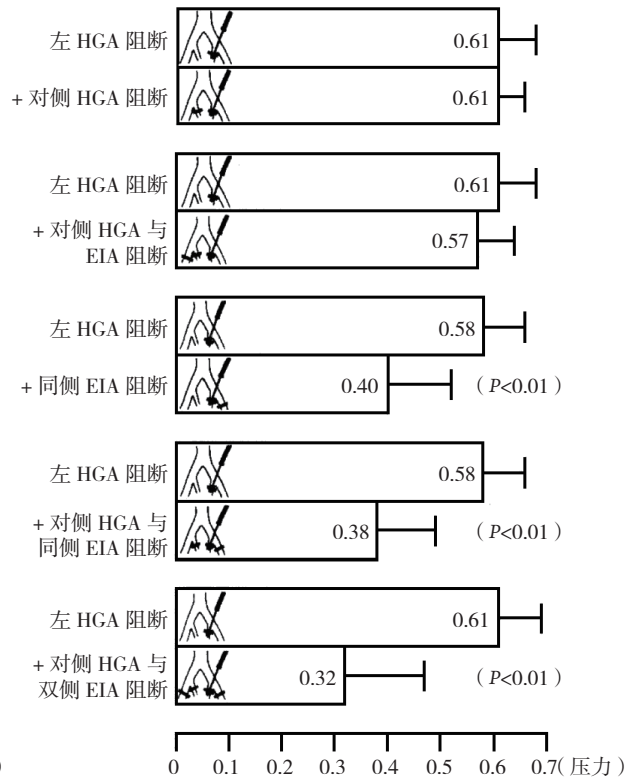 左 HGA 阻断 0.61
+ 对侧 HGA 阻断 0.61
左 HGA 阻断 0.61
+ 对侧 HGA 与
EIA 阻断 0.57
左 HGA 阻断 0.58
+ 同侧 EIA 阻断 0.40 （P<0.01）
左 HGA 阻断 0.58
+ 对侧 HGA 与
同侧 EIA 阻断 0.38 （P<0.01）
左 HGA 阻断 0.61
+ 对侧 HGA 与
双侧 EIA 阻断 0.32 （P<0.01）
) 0 0.1 0.2 0.3 0.4 0.5 0.6 0.7（压力）